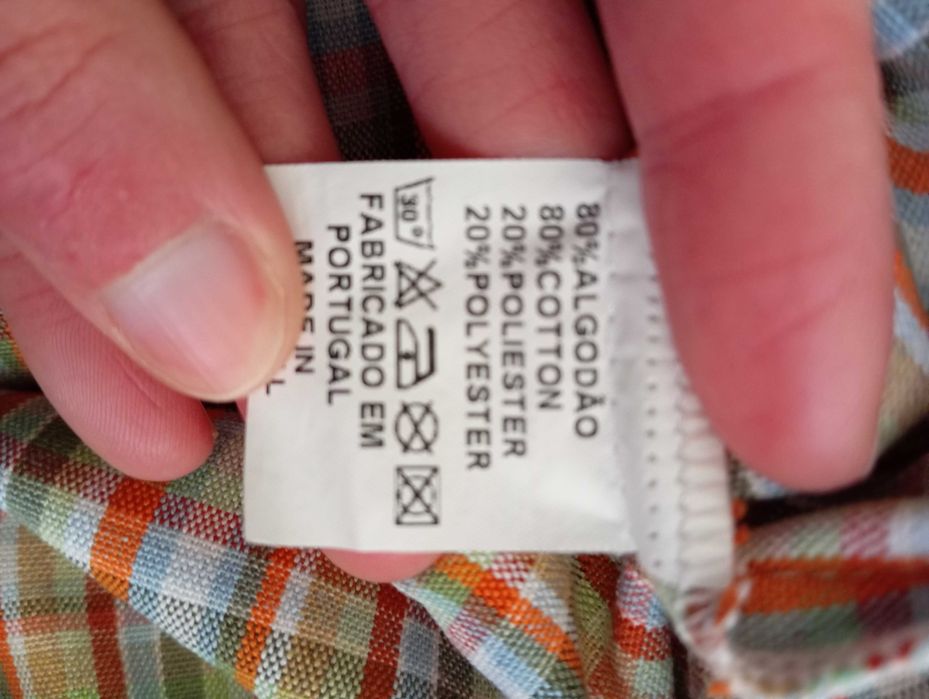 80%ALGODÃO
80%COTTON
20%POLIESTER
20%POLYESTER
30°
FABRICADO EM
PORTUGAL
MADE IN